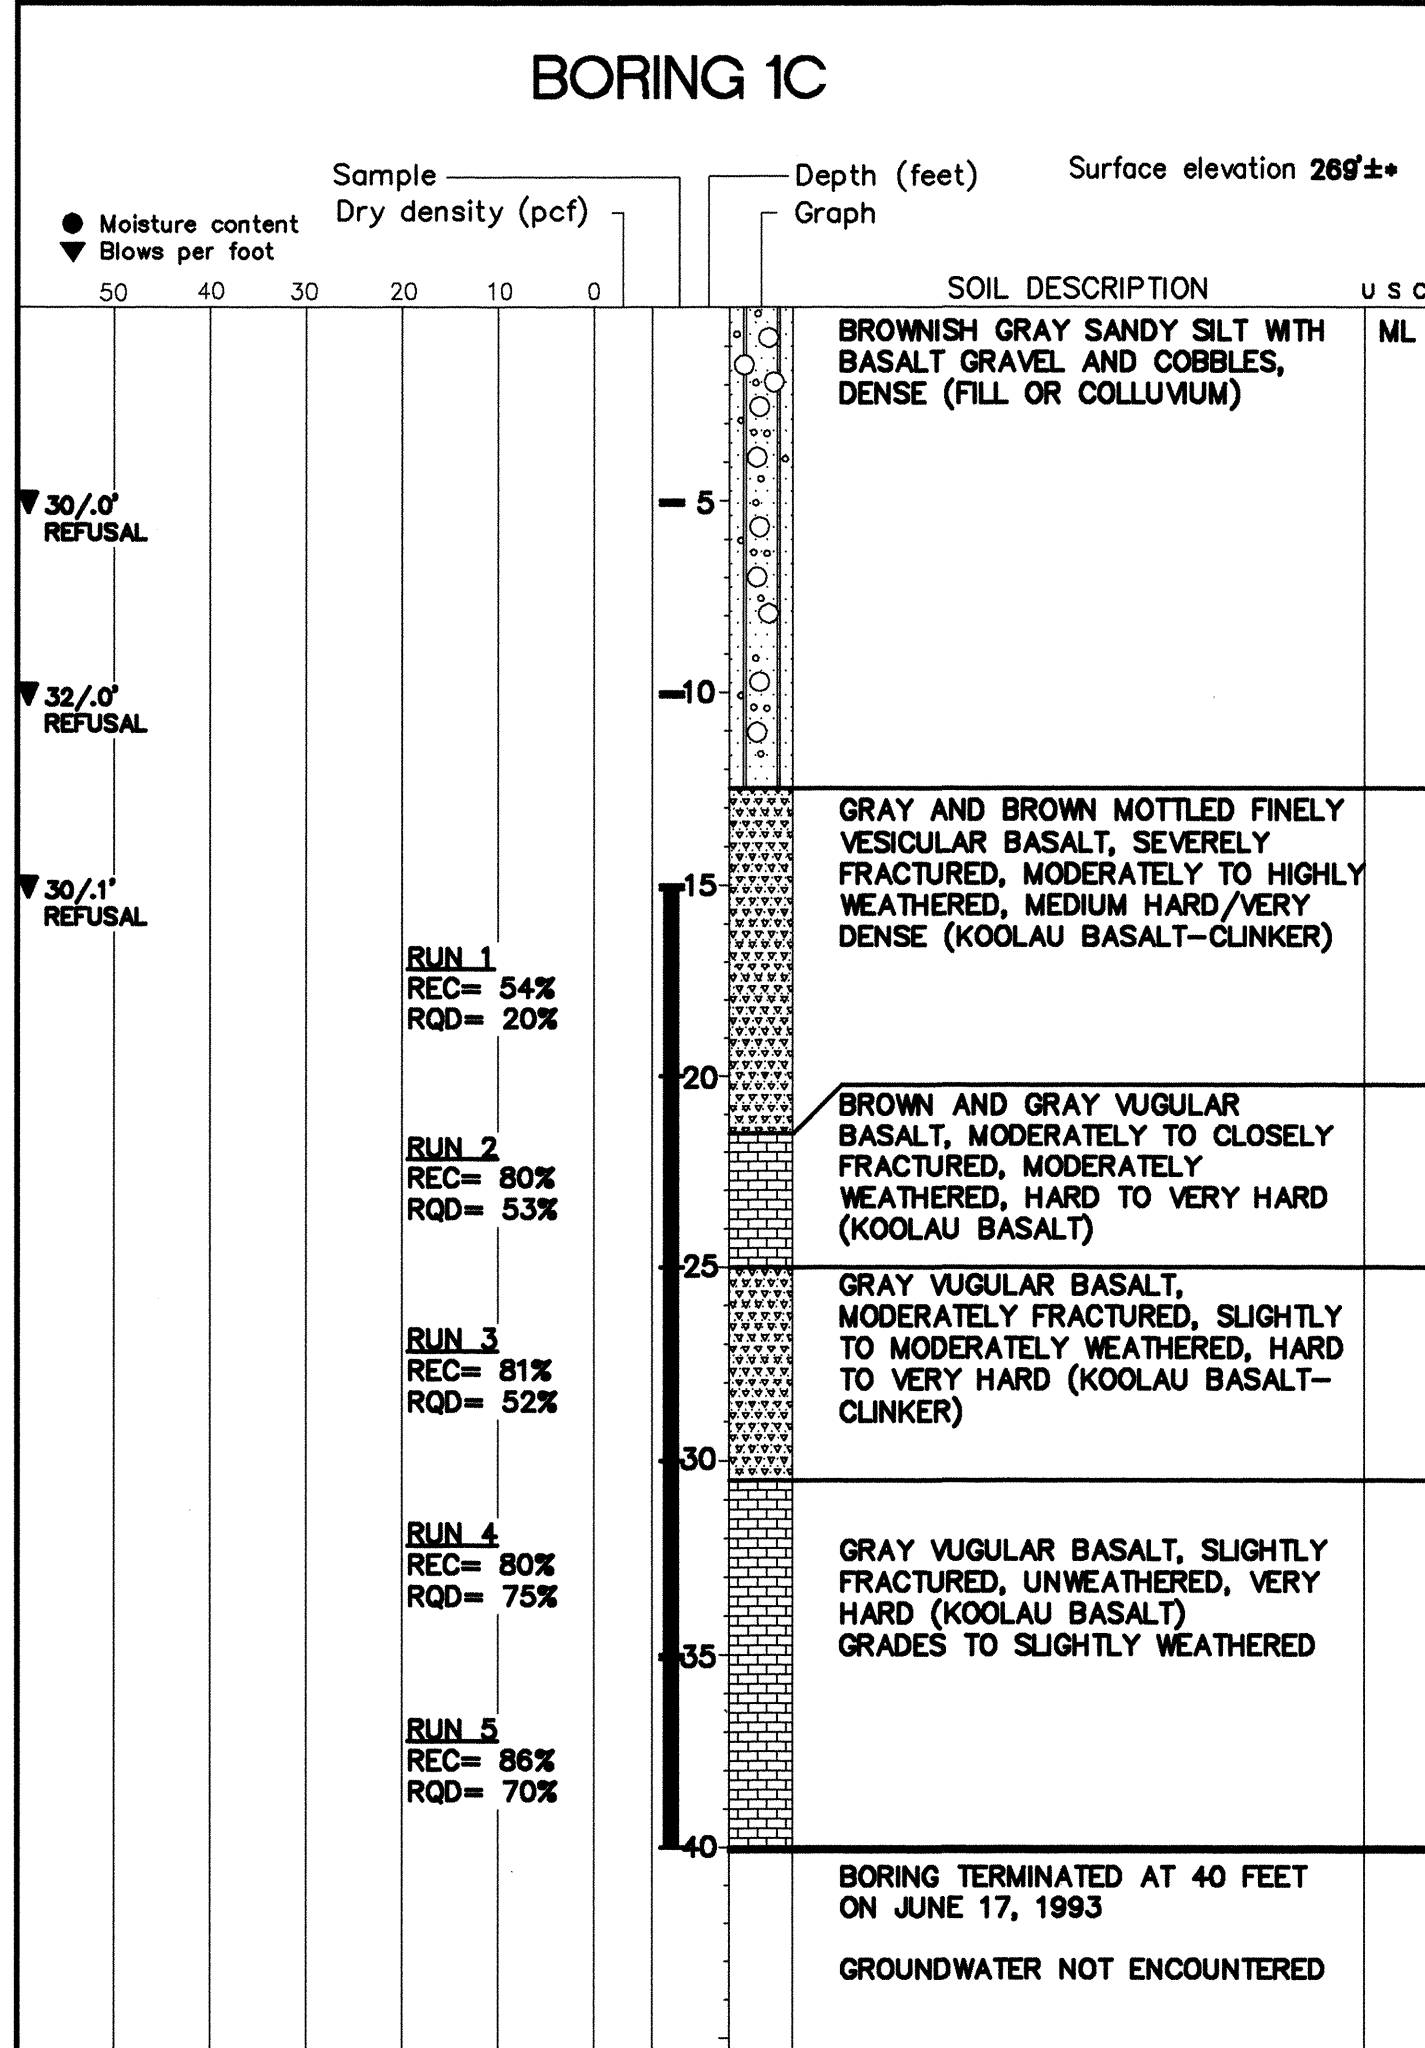 BORING 1C
Sample
Depth (feet)
Surface elevation 269'±*
Dry density (pcf)
Graph
● Moisture content
▼ Blows per foot
50 40 30 20 10 0
SOIL DESCRIPTION
U S C
BROWNISH GRAY SANDY SILT WITH
BASALT GRAVEL AND COBBLES,
DENSE (FILL OR COLLUVIUM)
ML
30/.0'
REFUSAL
5
32/.0'
REFUSAL
10
GRAY AND BROWN MOTTLED FINELY
VESICULAR BASALT, SEVERELY
FRACTURED, MODERATELY TO HIGHLY
WEATHERED, MEDIUM HARD/VERY
DENSE (KOOLAU BASALT-CLINKER)
30/.1'
REFUSAL
15
RUN 1
REC= 54%
RQD= 20%
20
BROWN AND GRAY VUGULAR
BASALT, MODERATELY TO CLOSELY
FRACTURED, MODERATELY
WEATHERED, HARD TO VERY HARD
(KOOLAU BASALT)
RUN 2
REC= 80%
RQD= 53%
25
GRAY VUGULAR BASALT,
MODERATELY FRACTURED, SLIGHTLY
TO MODERATELY WEATHERED, HARD
TO VERY HARD (KOOLAU BASALT-
CLINKER)
RUN 3
REC= 81%
RQD= 52%
30
RUN 4
REC= 80%
RQD= 75%
GRAY VUGULAR BASALT, SLIGHTLY
FRACTURED, UNWEATHERED, VERY
HARD (KOOLAU BASALT)
GRADES TO SLIGHTLY WEATHERED
35
RUN 5
REC= 86%
RQD= 70%
40
BORING TERMINATED AT 40 FEET
ON JUNE 17, 1993
GROUNDWATER NOT ENCOUNTERED